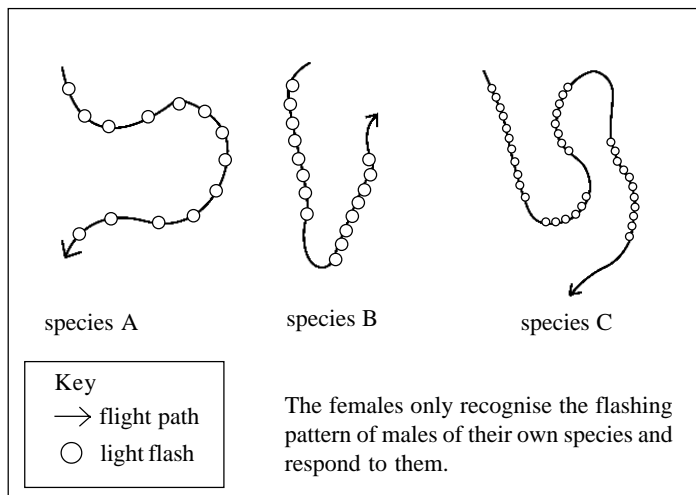 species A
species B
species C
Key
flight path
light flash
The females only recognise the flashing
pattern of males of their own species and
respond to them.